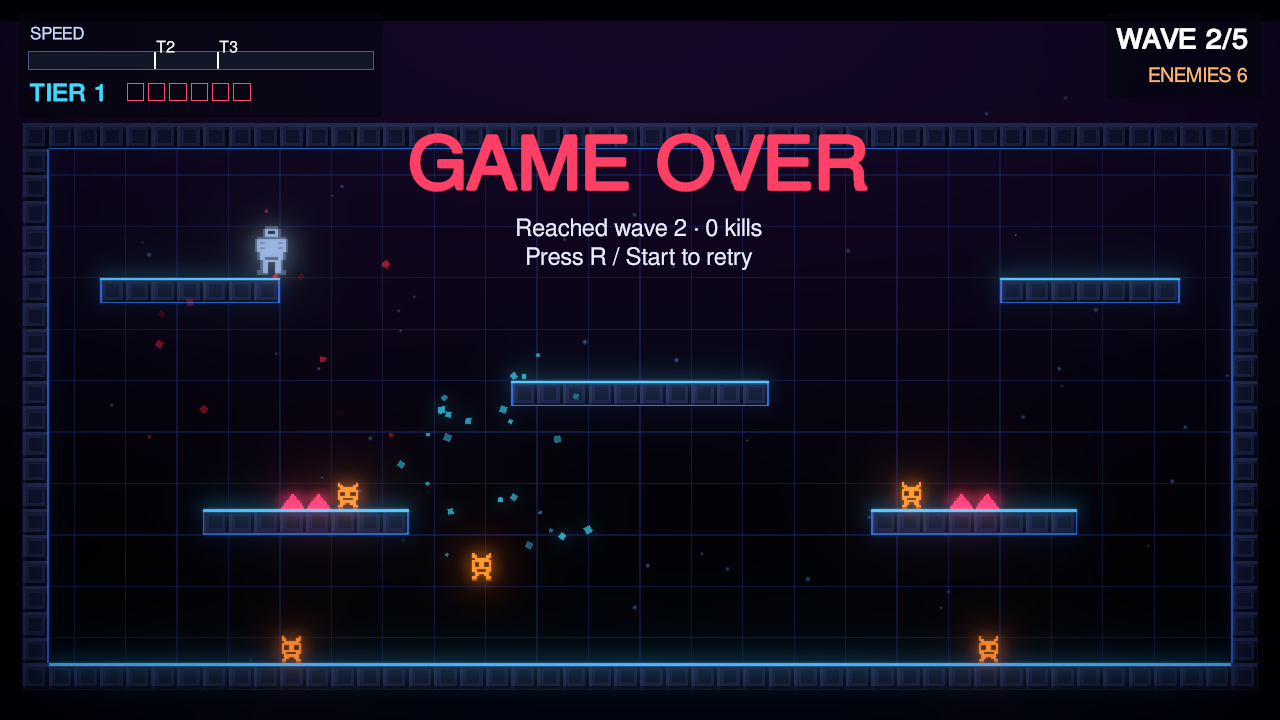 SPEED
T2 T3
TIER 1
WAVE 2/5
ENEMIES 6
GAME OVER
Reached wave 2 · 0 kills
Press R / Start to retry